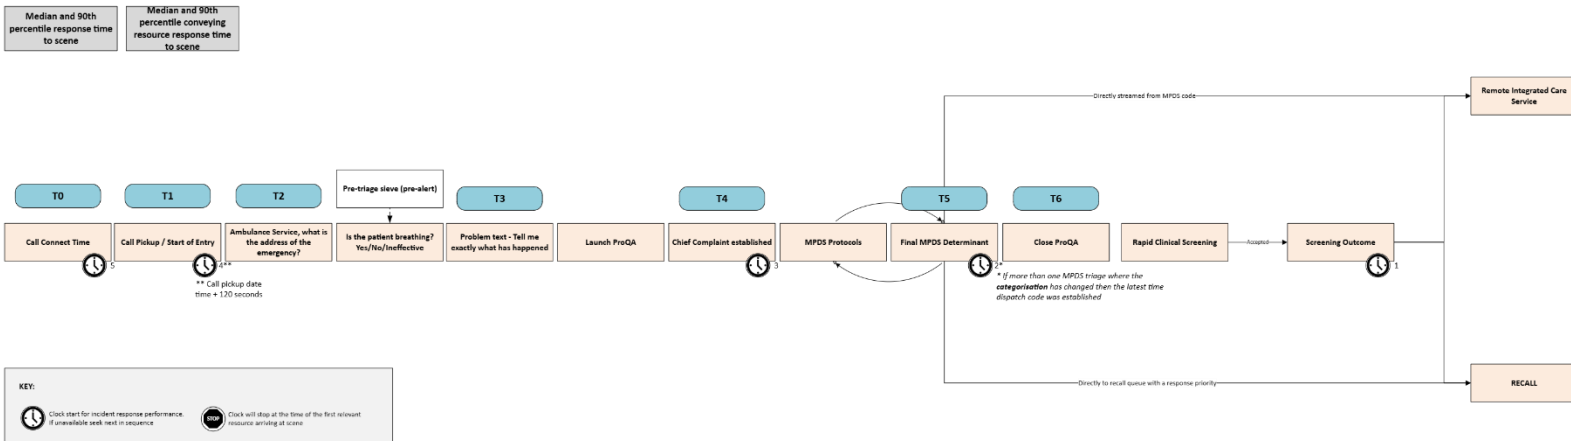 Median and 90th
percentile response time
to scene
Median and 90th
percentile conveying
resource response time
to scene
Directly streamed from MPDS code
Remote Integrated Care
Service
T0
T1
T2
Pre-triage sieve (pre-alert)
T3
T4
T5
T6
Call Connect Time
Call Pickup / Start of Entry
Ambulance Service, what is
the address of the
emergency?
Is the patient breathing?
Yes/No/Ineffective
Problem text - Tell me
exactly what has happened
Launch ProQA
Chief Complaint established
MPDS Protocols
Final MPDS Determinant
Close ProQA
Rapid Clinical Screening
Accepted
Screening Outcome
5
4**
3
2*
1
** Call pickup date
time + 120 seconds
* If more than one MPDS triage where the
categorisation has changed then the latest time
dispatch code was established
Directly to recall queue with a response priority
RECALL
KEY:
Clock start for incident response performance.
If unavailable seek next in sequence
STOP
Clock will stop at the time of the first relevant
resource arriving at scene